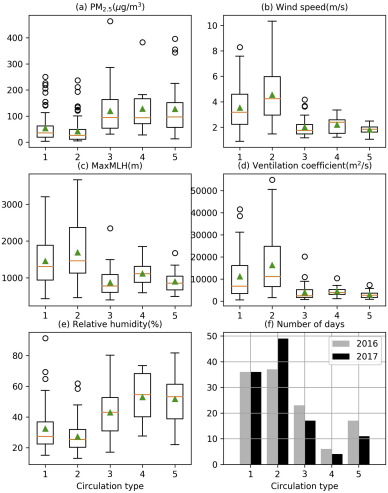 (a) PM2.5(μg/m³)
400
300
200
100
0
1 2 3 4 5
(b) Wind speed(m/s)
10
8
6
4
2
1 2 3 4 5
(c) MaxMLH(m)
3000
2000
1000
1 2 3 4 5
(d) Ventilation coefficient(m²/s)
50000
40000
30000
20000
10000
0
1 2 3 4 5
(e) Relative humidity(%)
80
60
40
20
1 2 3 4 5
Circulation type
(f) Number of days
2016
2017
50
40
30
20
10
0
1 2 3 4 5
Circulation type